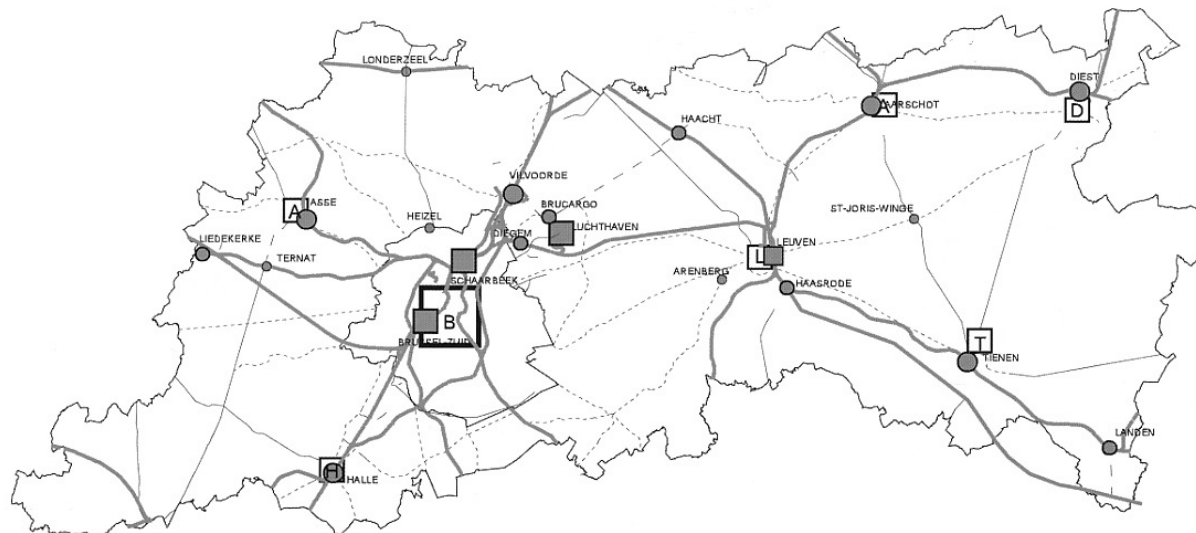 LONDERZEEL
DIEST
D
A
AARSCHOT
HAACHT
VILVOORDE
BRUCARGO
ASSE
A
HEIZEL
DIEGEM
LUCHTHAVEN
ST-JORIS-WINGE
LIEDEKERKE
TERNAT
LEUVEN
L
SCHAARBEEK
ARENBERG
HAASRODE
B
BRUSSEL-ZUID
T
TIENEN
LANDEN
H
HALLE